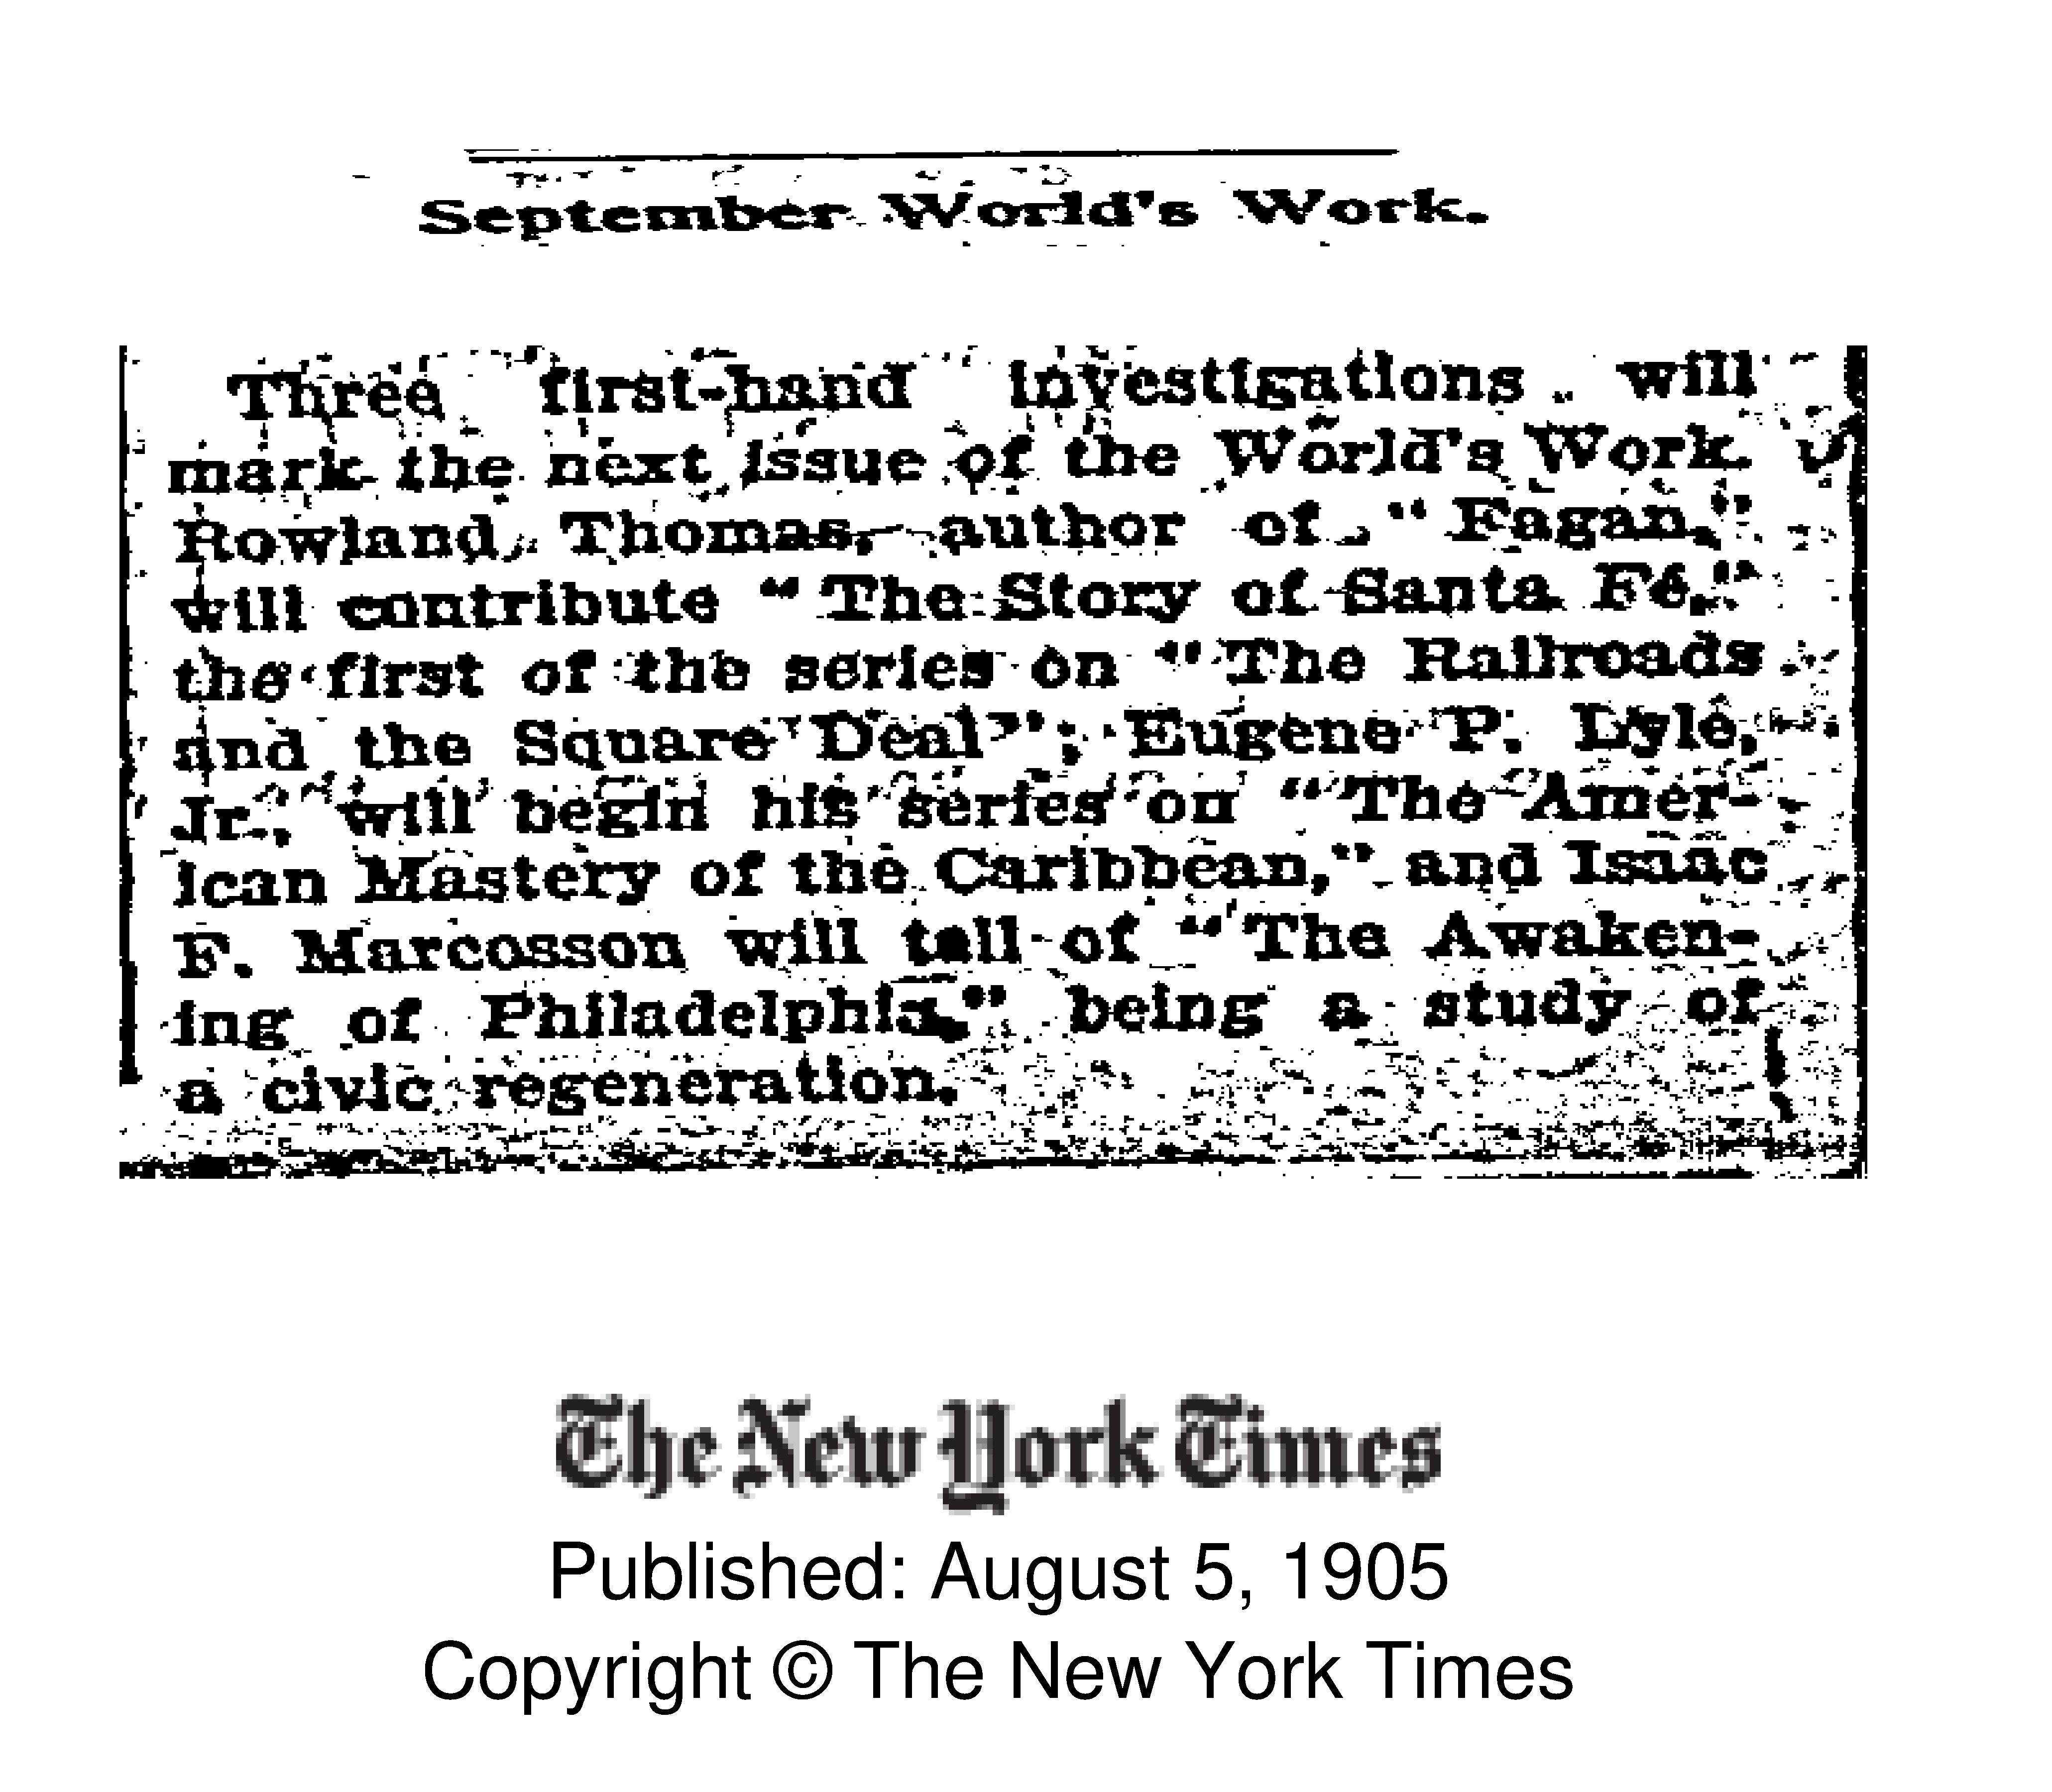 September World's Work.
Three first-hand investigations will
mark the next issue of the World's Work.
Rowland Thomas, author of "Fagan,"
will contribute "The Story of Santa Fé,"
the first of the series on "The Railroads
and the Square Deal"; Eugene P. Lyle,
Jr., will begin his series on "The Amer-
ican Mastery of the Caribbean," and Isaac
F. Marcosson will tell of "The Awaken-
ing of Philadelphia," being a study of
a civic regeneration.
The New York Times
Published: August 5, 1905
Copyright © The New York Times